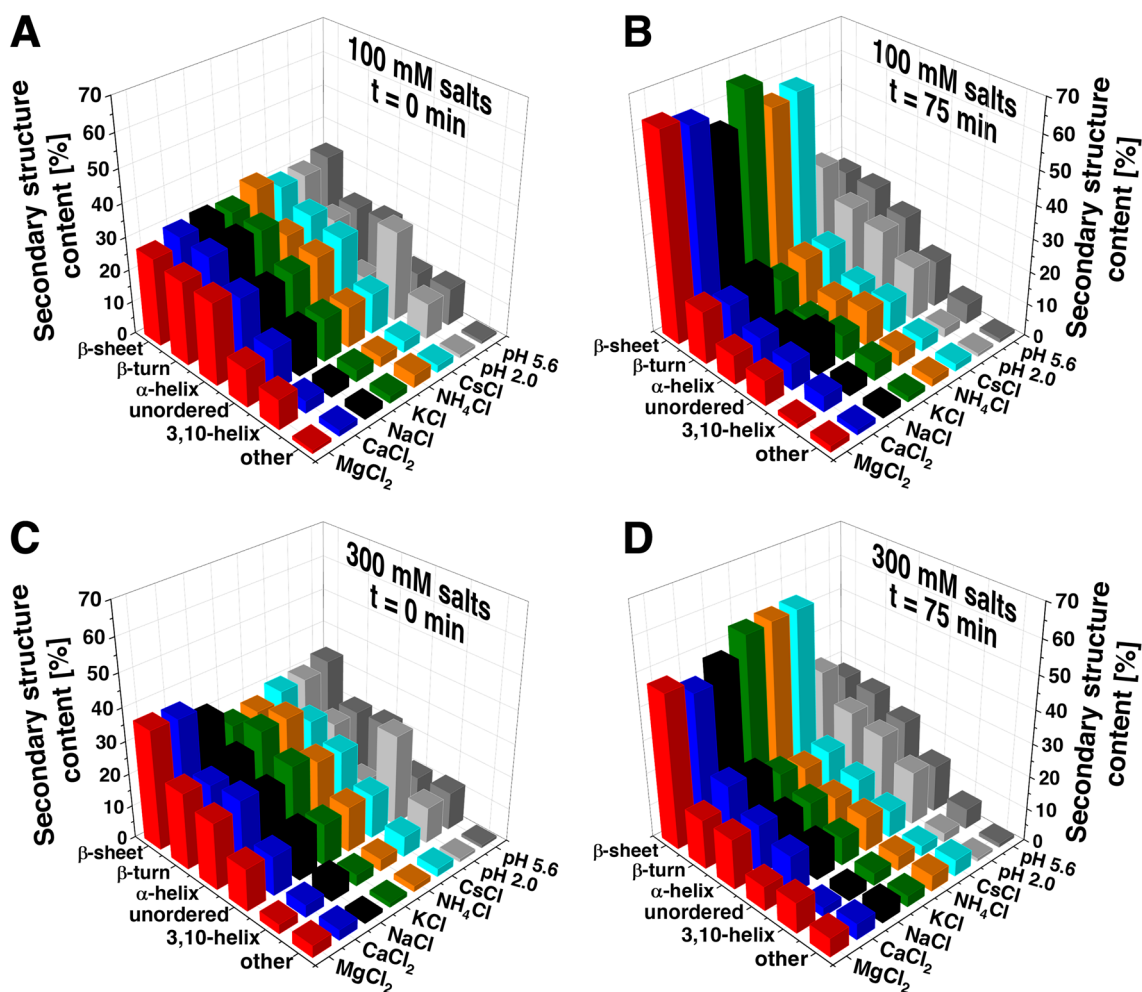 A
100 mM salts
t = 0 min
Secondary structure
content [%]
70
60
50
40
30
20
10
0
β-sheet
β-turn
α-helix
unordered
3,10-helix
other
pH 5.6
pH 2.0
CsCl
NH4Cl
KCl
NaCl
CaCl2
MgCl2
B
100 mM salts
t = 75 min
Secondary structure
content [%]
70
60
50
40
30
20
10
0
β-sheet
β-turn
α-helix
unordered
3,10-helix
other
pH 5.6
pH 2.0
CsCl
NH4Cl
KCl
NaCl
CaCl2
MgCl2
C
300 mM salts
t = 0 min
Secondary structure
content [%]
70
60
50
40
30
20
10
0
β-sheet
β-turn
α-helix
unordered
3,10-helix
other
pH 5.6
pH 2.0
CsCl
NH4Cl
KCl
NaCl
CaCl2
MgCl2
D
300 mM salts
t = 75 min
Secondary structure
content [%]
70
60
50
40
30
20
10
0
β-sheet
β-turn
α-helix
unordered
3,10-helix
other
pH 5.6
pH 2.0
CsCl
NH4Cl
KCl
NaCl
CaCl2
MgCl2